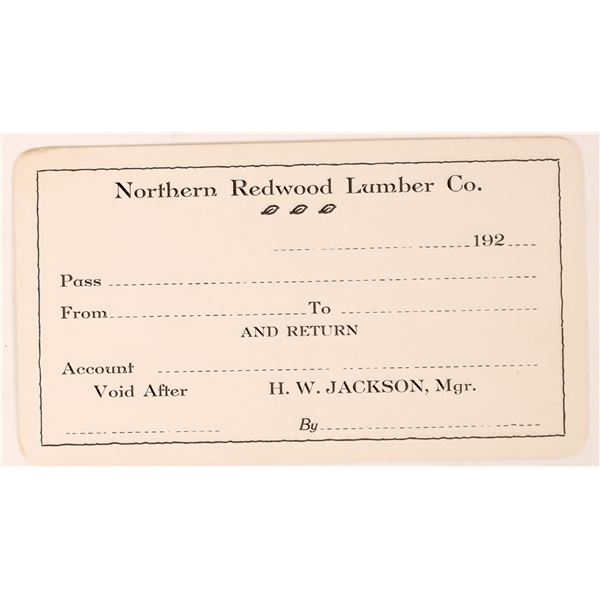 Northern Redwood Lumber Co.
192
Pass
From To
AND RETURN
Account
Void After H. W. JACKSON, Mgr.
By